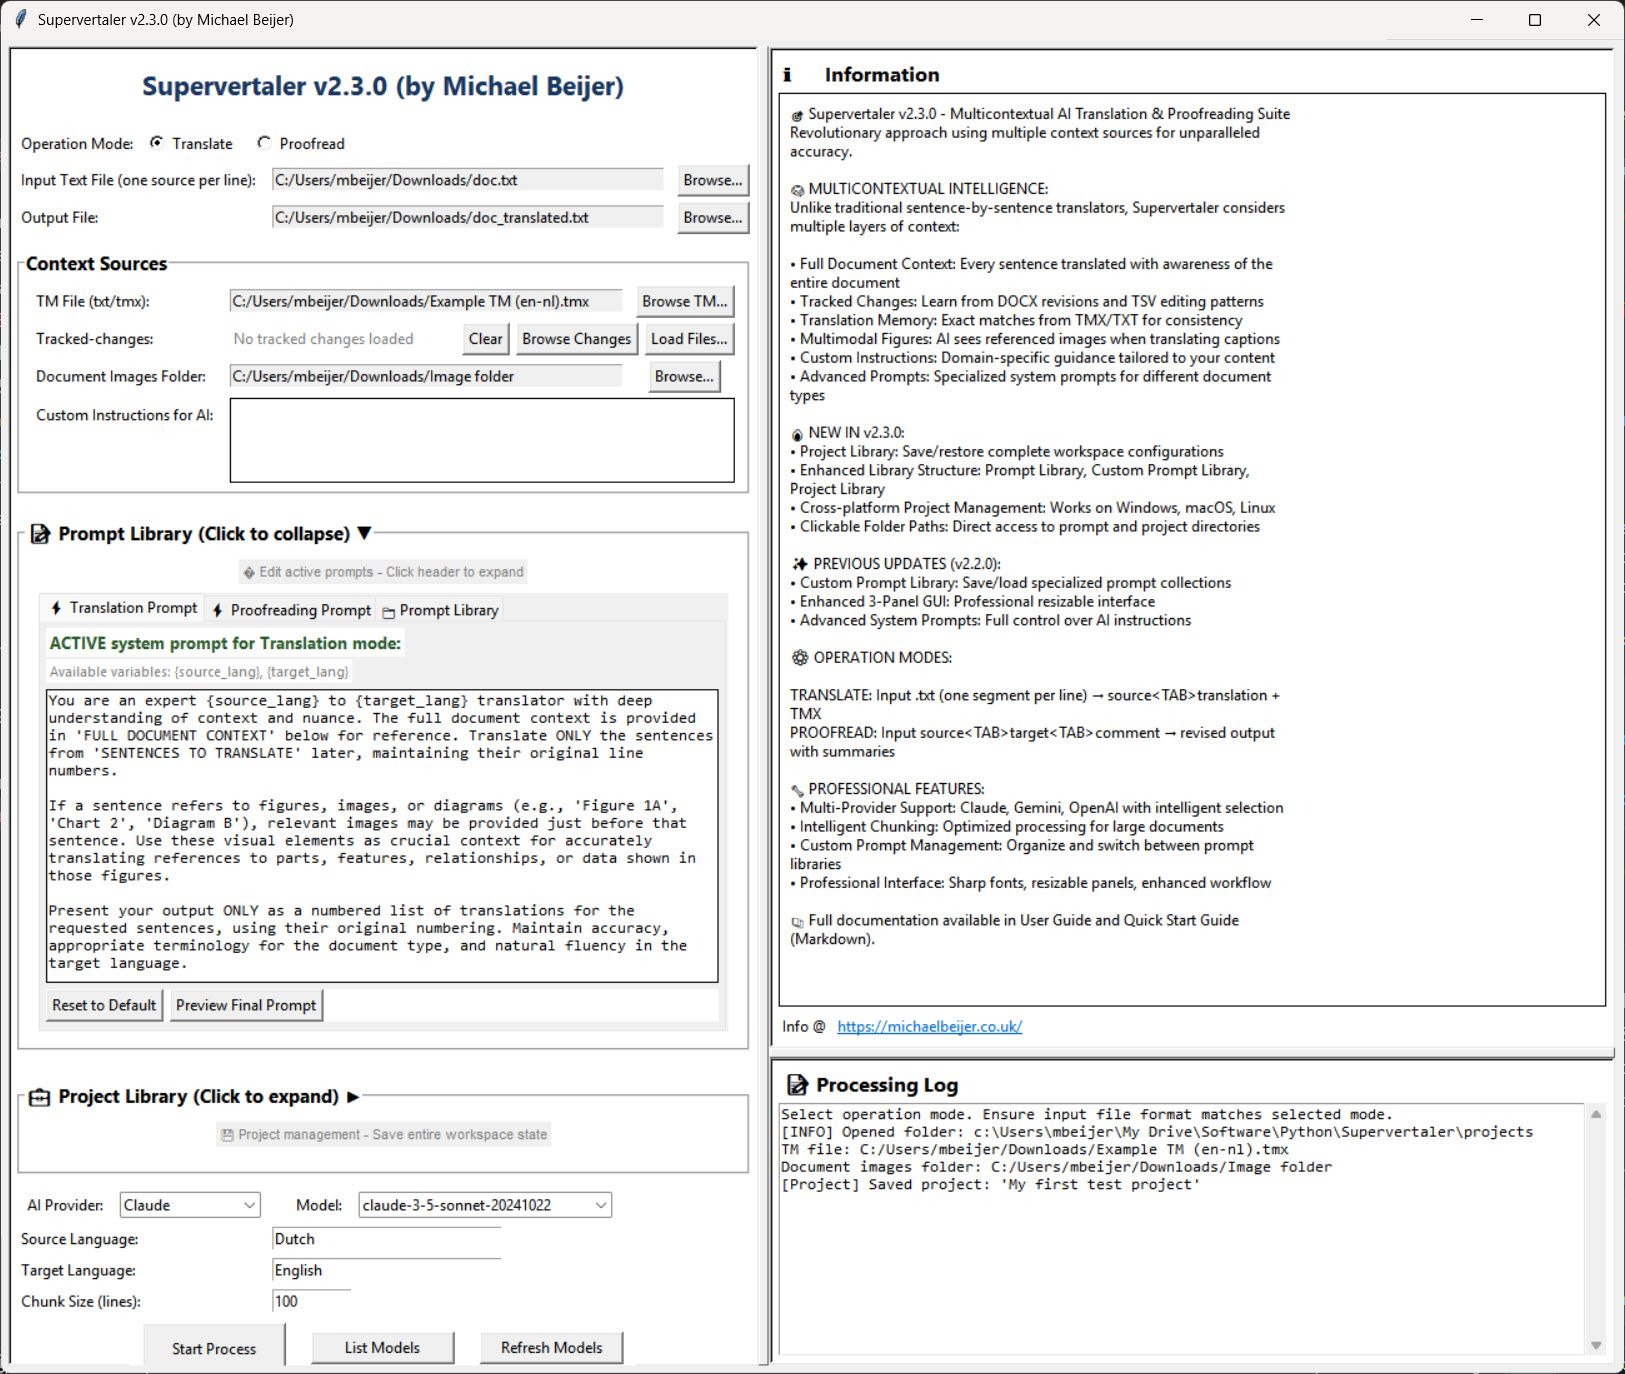 Supervertaler v2.3.0 (by Michael Beijer)
Supervertaler v2.3.0 (by Michael Beijer)
Operation Mode: Translate Proofread
Input Text File (one source per line): C:/Users/mbeijer/Downloads/doc.txt Browse...
Output File: C:/Users/mbeijer/Downloads/doc_translated.txt Browse...
Context Sources
TM File (txt/tmx): C:/Users/mbeijer/Downloads/Example TM (en-nl).tmx Browse TM...
Tracked-changes: No tracked changes loaded Clear Browse Changes Load Files...
Document Images Folder: C:/Users/mbeijer/Downloads/Image folder Browse...
Custom Instructions for AI:
Prompt Library (Click to collapse) ▼
� Edit active prompts - Click header to expand
Translation Prompt Proofreading Prompt Prompt Library
ACTIVE system prompt for Translation mode:
Available variables: {source_lang}, {target_lang}
You are an expert {source_lang} to {target_lang} translator with deep
understanding of context and nuance. The full document context is provided
in 'FULL DOCUMENT CONTEXT' below for reference. Translate ONLY the sentences
from 'SENTENCES TO TRANSLATE' later, maintaining their original line
numbers.
If a sentence refers to figures, images, or diagrams (e.g., 'Figure 1A',
'Chart 2', 'Diagram B'), relevant images may be provided just before that
sentence. Use these visual elements as crucial context for accurately
translating references to parts, features, relationships, or data shown in
those figures.
Present your output ONLY as a numbered list of translations for the
requested sentences, using their original numbering. Maintain accuracy,
appropriate terminology for the document type, and natural fluency in the
target language.
Reset to Default Preview Final Prompt
Project Library (Click to expand) ►
Project management - Save entire workspace state
AI Provider: Claude Model: claude-3-5-sonnet-20241022
Source Language: Dutch
Target Language: English
Chunk Size (lines): 100
Start Process List Models Refresh Models
Information
Supervertaler v2.3.0 - Multicontextual AI Translation & Proofreading Suite
Revolutionary approach using multiple context sources for unparalleled
accuracy.
MULTICONTEXTUAL INTELLIGENCE:
Unlike traditional sentence-by-sentence translators, Supervertaler considers
multiple layers of context:
• Full Document Context: Every sentence translated with awareness of the
entire document
• Tracked Changes: Learn from DOCX revisions and TSV editing patterns
• Translation Memory: Exact matches from TMX/TXT for consistency
• Multimodal Figures: AI sees referenced images when translating captions
• Custom Instructions: Domain-specific guidance tailored to your content
• Advanced Prompts: Specialized system prompts for different document
types
NEW IN v2.3.0:
• Project Library: Save/restore complete workspace configurations
• Enhanced Library Structure: Prompt Library, Custom Prompt Library,
Project Library
• Cross-platform Project Management: Works on Windows, macOS, Linux
• Clickable Folder Paths: Direct access to prompt and project directories
PREVIOUS UPDATES (v2.2.0):
• Custom Prompt Library: Save/load specialized prompt collections
• Enhanced 3-Panel GUI: Professional resizable interface
• Advanced System Prompts: Full control over AI instructions
OPERATION MODES:
TRANSLATE: Input .txt (one segment per line) → source<TAB>translation +
TMX
PROOFREAD: Input source<TAB>target<TAB>comment → revised output
with summaries
PROFESSIONAL FEATURES:
• Multi-Provider Support: Claude, Gemini, OpenAI with intelligent selection
• Intelligent Chunking: Optimized processing for large documents
• Custom Prompt Management: Organize and switch between prompt
libraries
• Professional Interface: Sharp fonts, resizable panels, enhanced workflow
Full documentation available in User Guide and Quick Start Guide
(Markdown).
Info @ https://michaelbeijer.co.uk/
Processing Log
Select operation mode. Ensure input file format matches selected mode.
[INFO] Opened folder: c:\Users\mbeijer\My Drive\Software\Python\Supervertaler\projects
TM file: C:/Users/mbeijer/Downloads/Example TM (en-nl).tmx
Document images folder: C:/Users/mbeijer/Downloads/Image folder
[Project] Saved project: 'My first test project'